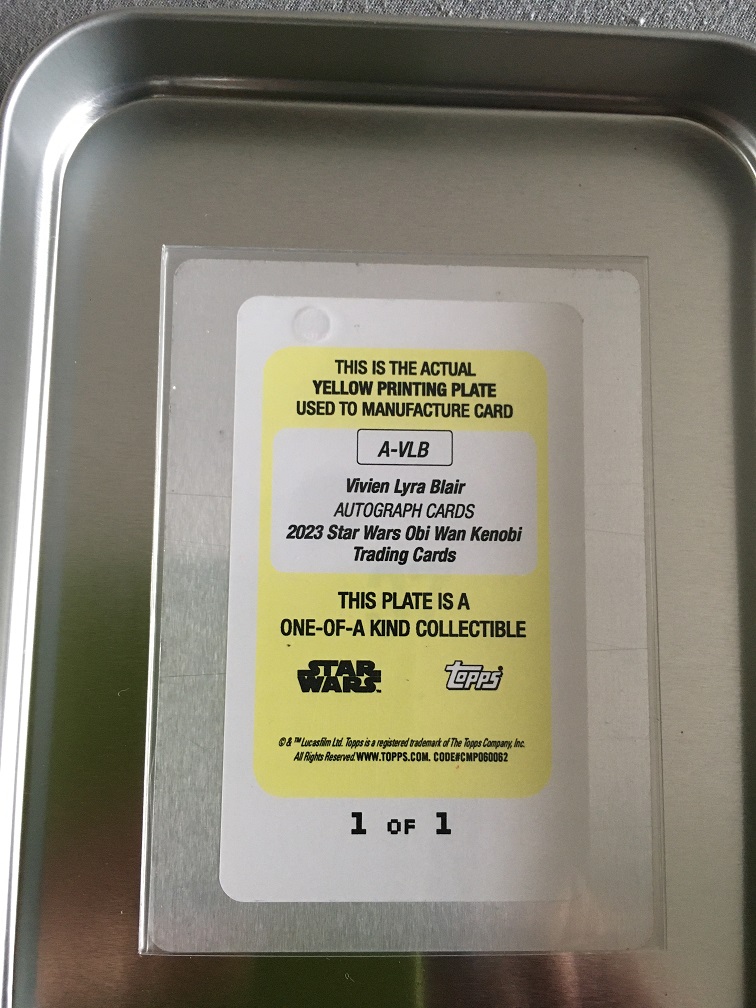 THIS IS THE ACTUAL
YELLOW PRINTING PLATE
USED TO MANUFACTURE CARD
A-VLB
Vivien Lyra Blair
AUTOGRAPH CARDS
2023 Star Wars Obi Wan Kenobi
Trading Cards
THIS PLATE IS A
ONE-OF-A KIND COLLECTIBLE
STAR WARS
Topps
© & ™ Lucasfilm Ltd. Topps is a registered trademark of The Topps Company, Inc.
All Rights Reserved. WWW.TOPPS.COM. CODE#CMP060062
1 OF 1